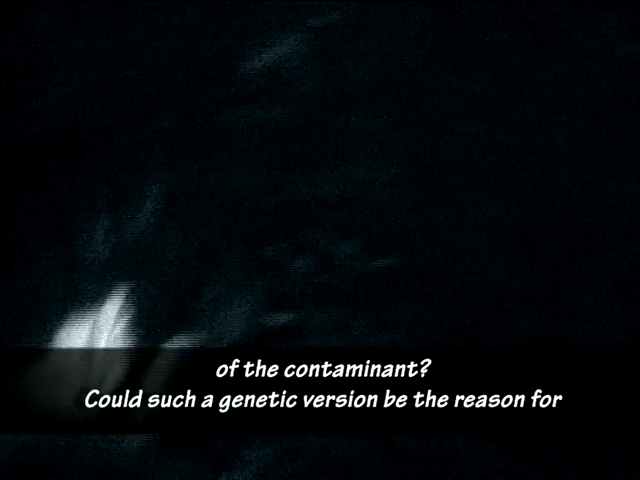 of the contaminant?
Could such a genetic version be the reason for